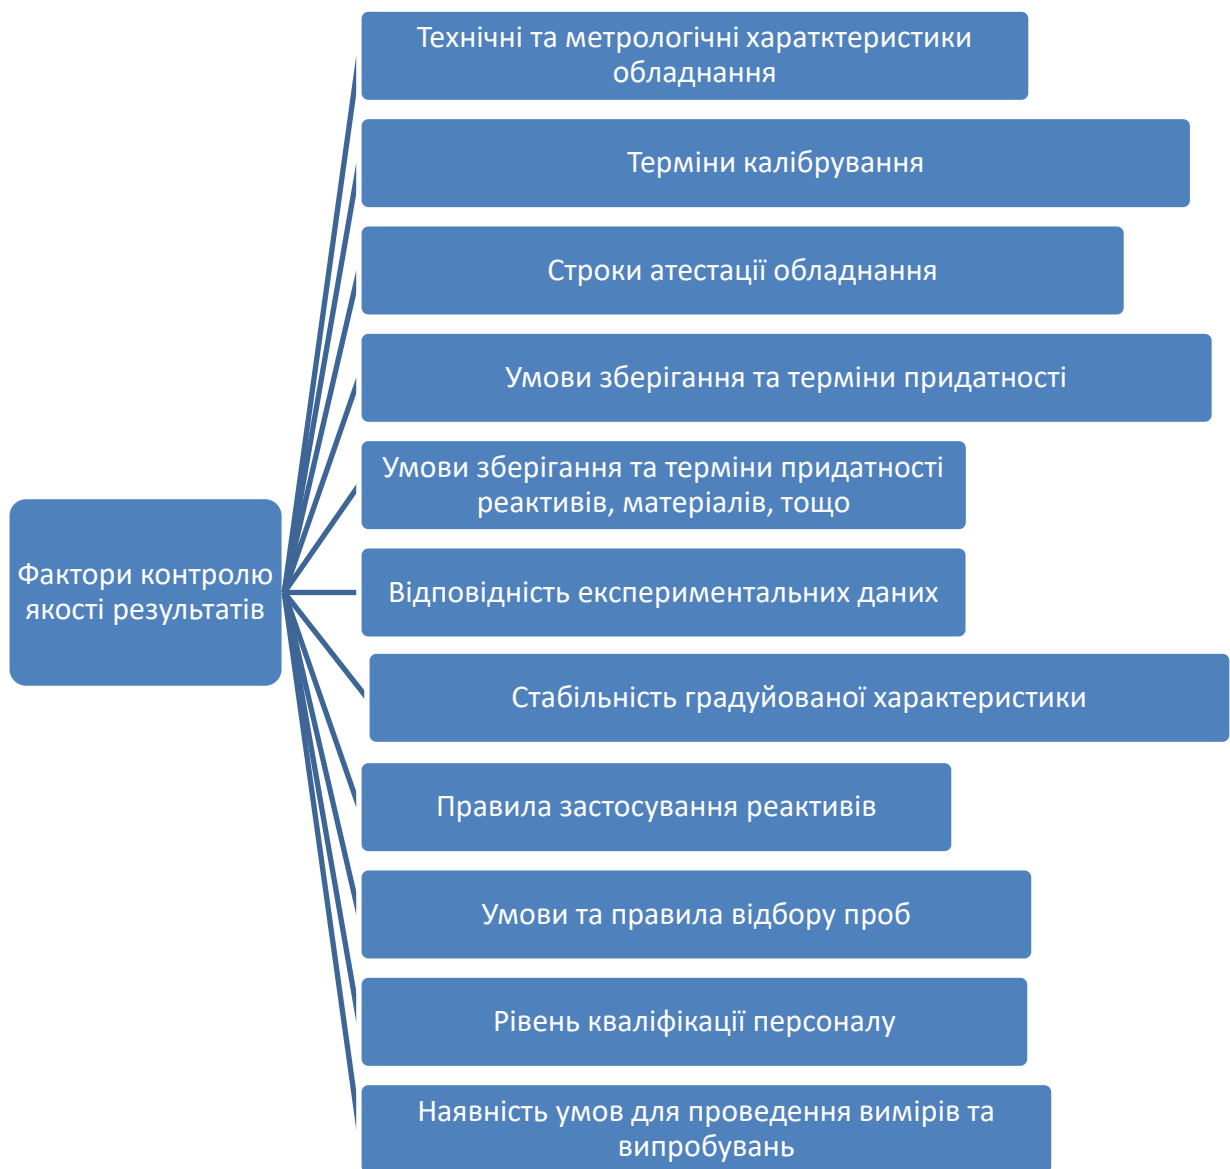 Технічні та метрологічні харатктеристики
обладнання
Терміни калібрування
Строки атестації обладнання
Умови зберігання та терміни придатності
Умови зберігання та терміни придатності
реактивів, матеріалів, тощо
Фактори контролю
якості результатів
Відповідність експериментальних даних
Стабільність градуйованої характеристики
Правила застосування реактивів
Умови та правила відбору проб
Рівень кваліфікації персоналу
Наявність умов для проведення вимірів та
випробувань